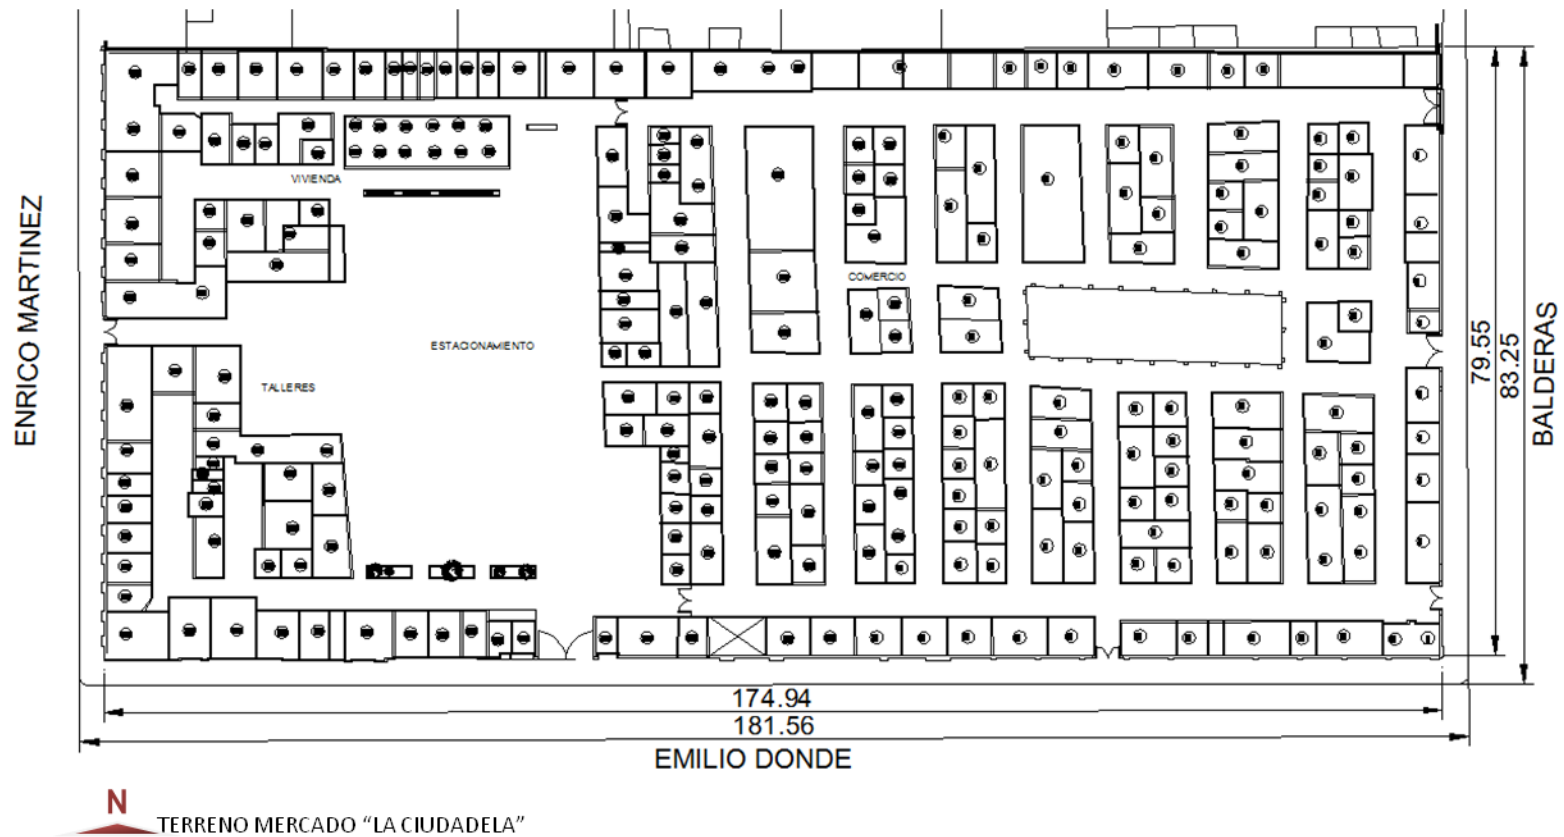 VIVIENDA
ENRICO MARTINEZ
COMERCIO
ESTACIONAMIENTO
TALLERES
79.55
83.25
BALDERAS
174.94
181.56
EMILIO DONDE
N
TERRENO MERCADO “LA CIUDADELA”